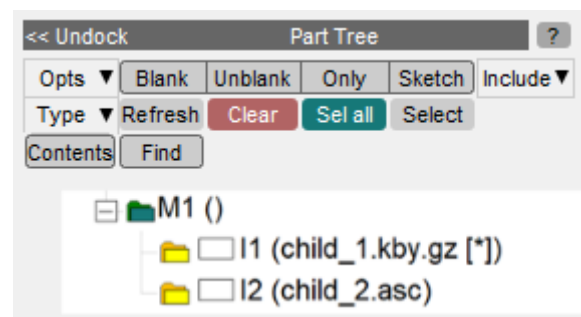 << Undock Part Tree ?
Opts ▼ Blank Unblank Only Sketch Include ▼
Type ▼ Refresh Clear Sel all Select
Contents Find
M1 ()
I1 (child_1.kby.gz [*])
I2 (child_2.asc)